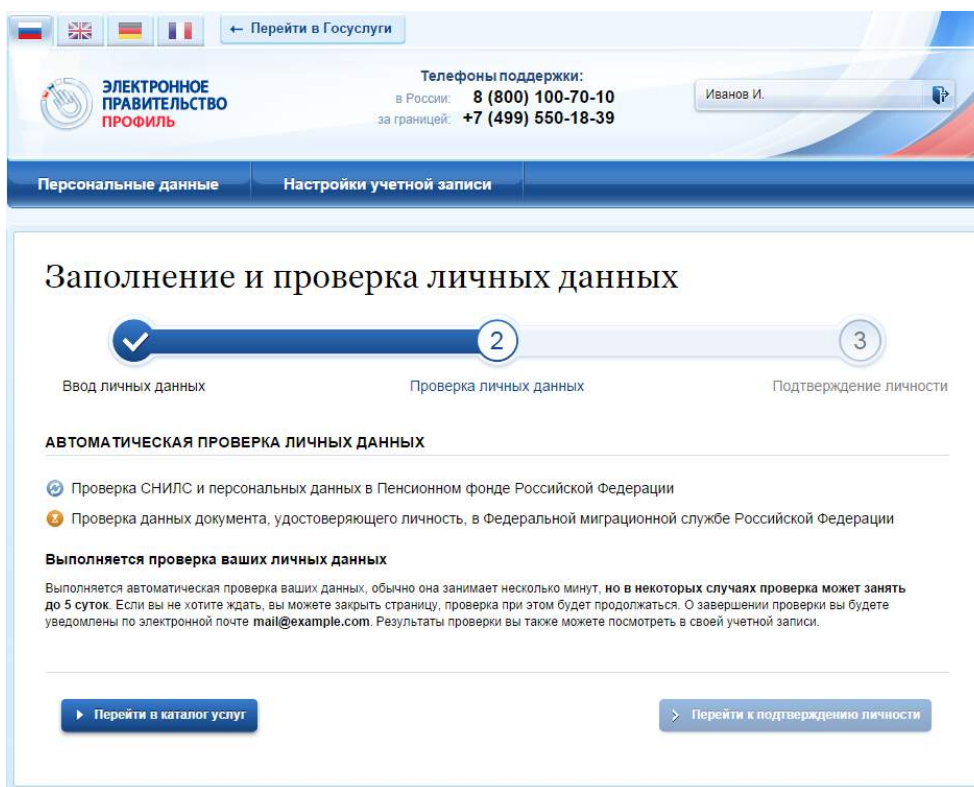 ← Перейти в Госуслуги
ЭЛЕКТРОННОЕ
ПРАВИТЕЛЬСТВО
ПРОФИЛЬ
Телефоны поддержки:
в России: 8 (800) 100-70-10
за границей: +7 (499) 550-18-39
Иванов И.
Персональные данные Настройки учетной записи
Заполнение и проверка личных данных
2 3
Ввод личных данных Проверка личных данных Подтверждение личности
АВТОМАТИЧЕСКАЯ ПРОВЕРКА ЛИЧНЫХ ДАННЫХ
Проверка СНИЛС и персональных данных в Пенсионном фонде Российской Федерации
Проверка данных документа, удостоверяющего личность, в Федеральной миграционной службе Российской Федерации
Выполняется проверка ваших личных данных
Выполняется автоматическая проверка ваших данных, обычно она занимает несколько минут, но в некоторых случаях проверка может занять
до 5 суток. Если вы не хотите ждать, вы можете закрыть страницу, проверка при этом будет продолжаться. О завершении проверки вы будете
уведомлены по электронной почте mail@example.com. Результаты проверки вы также можете посмотреть в своей учетной записи.
Перейти в каталог услуг Перейти к подтверждению личности